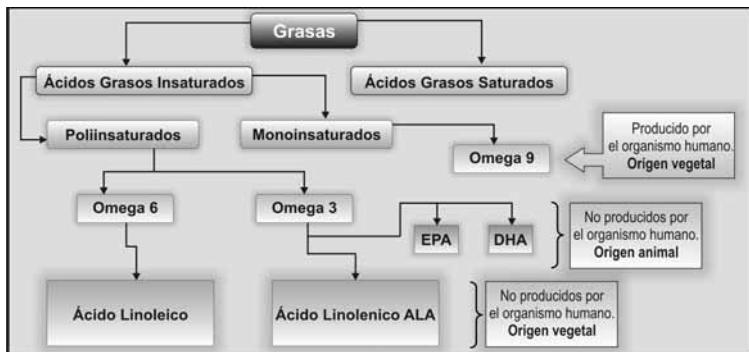 Grasas
Ácidos Grasos Insaturados
Ácidos Grasos Saturados
Poliinsaturados
Monoinsaturados
Omega 9
Producido por
el organismo humano.
Origen vegetal
Omega 6
Omega 3
EPA
DHA
No producidos por
el organismo humano.
Origen animal
Ácido Linoleico
Ácido Linolenico ALA
No producidos por
el organismo humano.
Origen vegetal